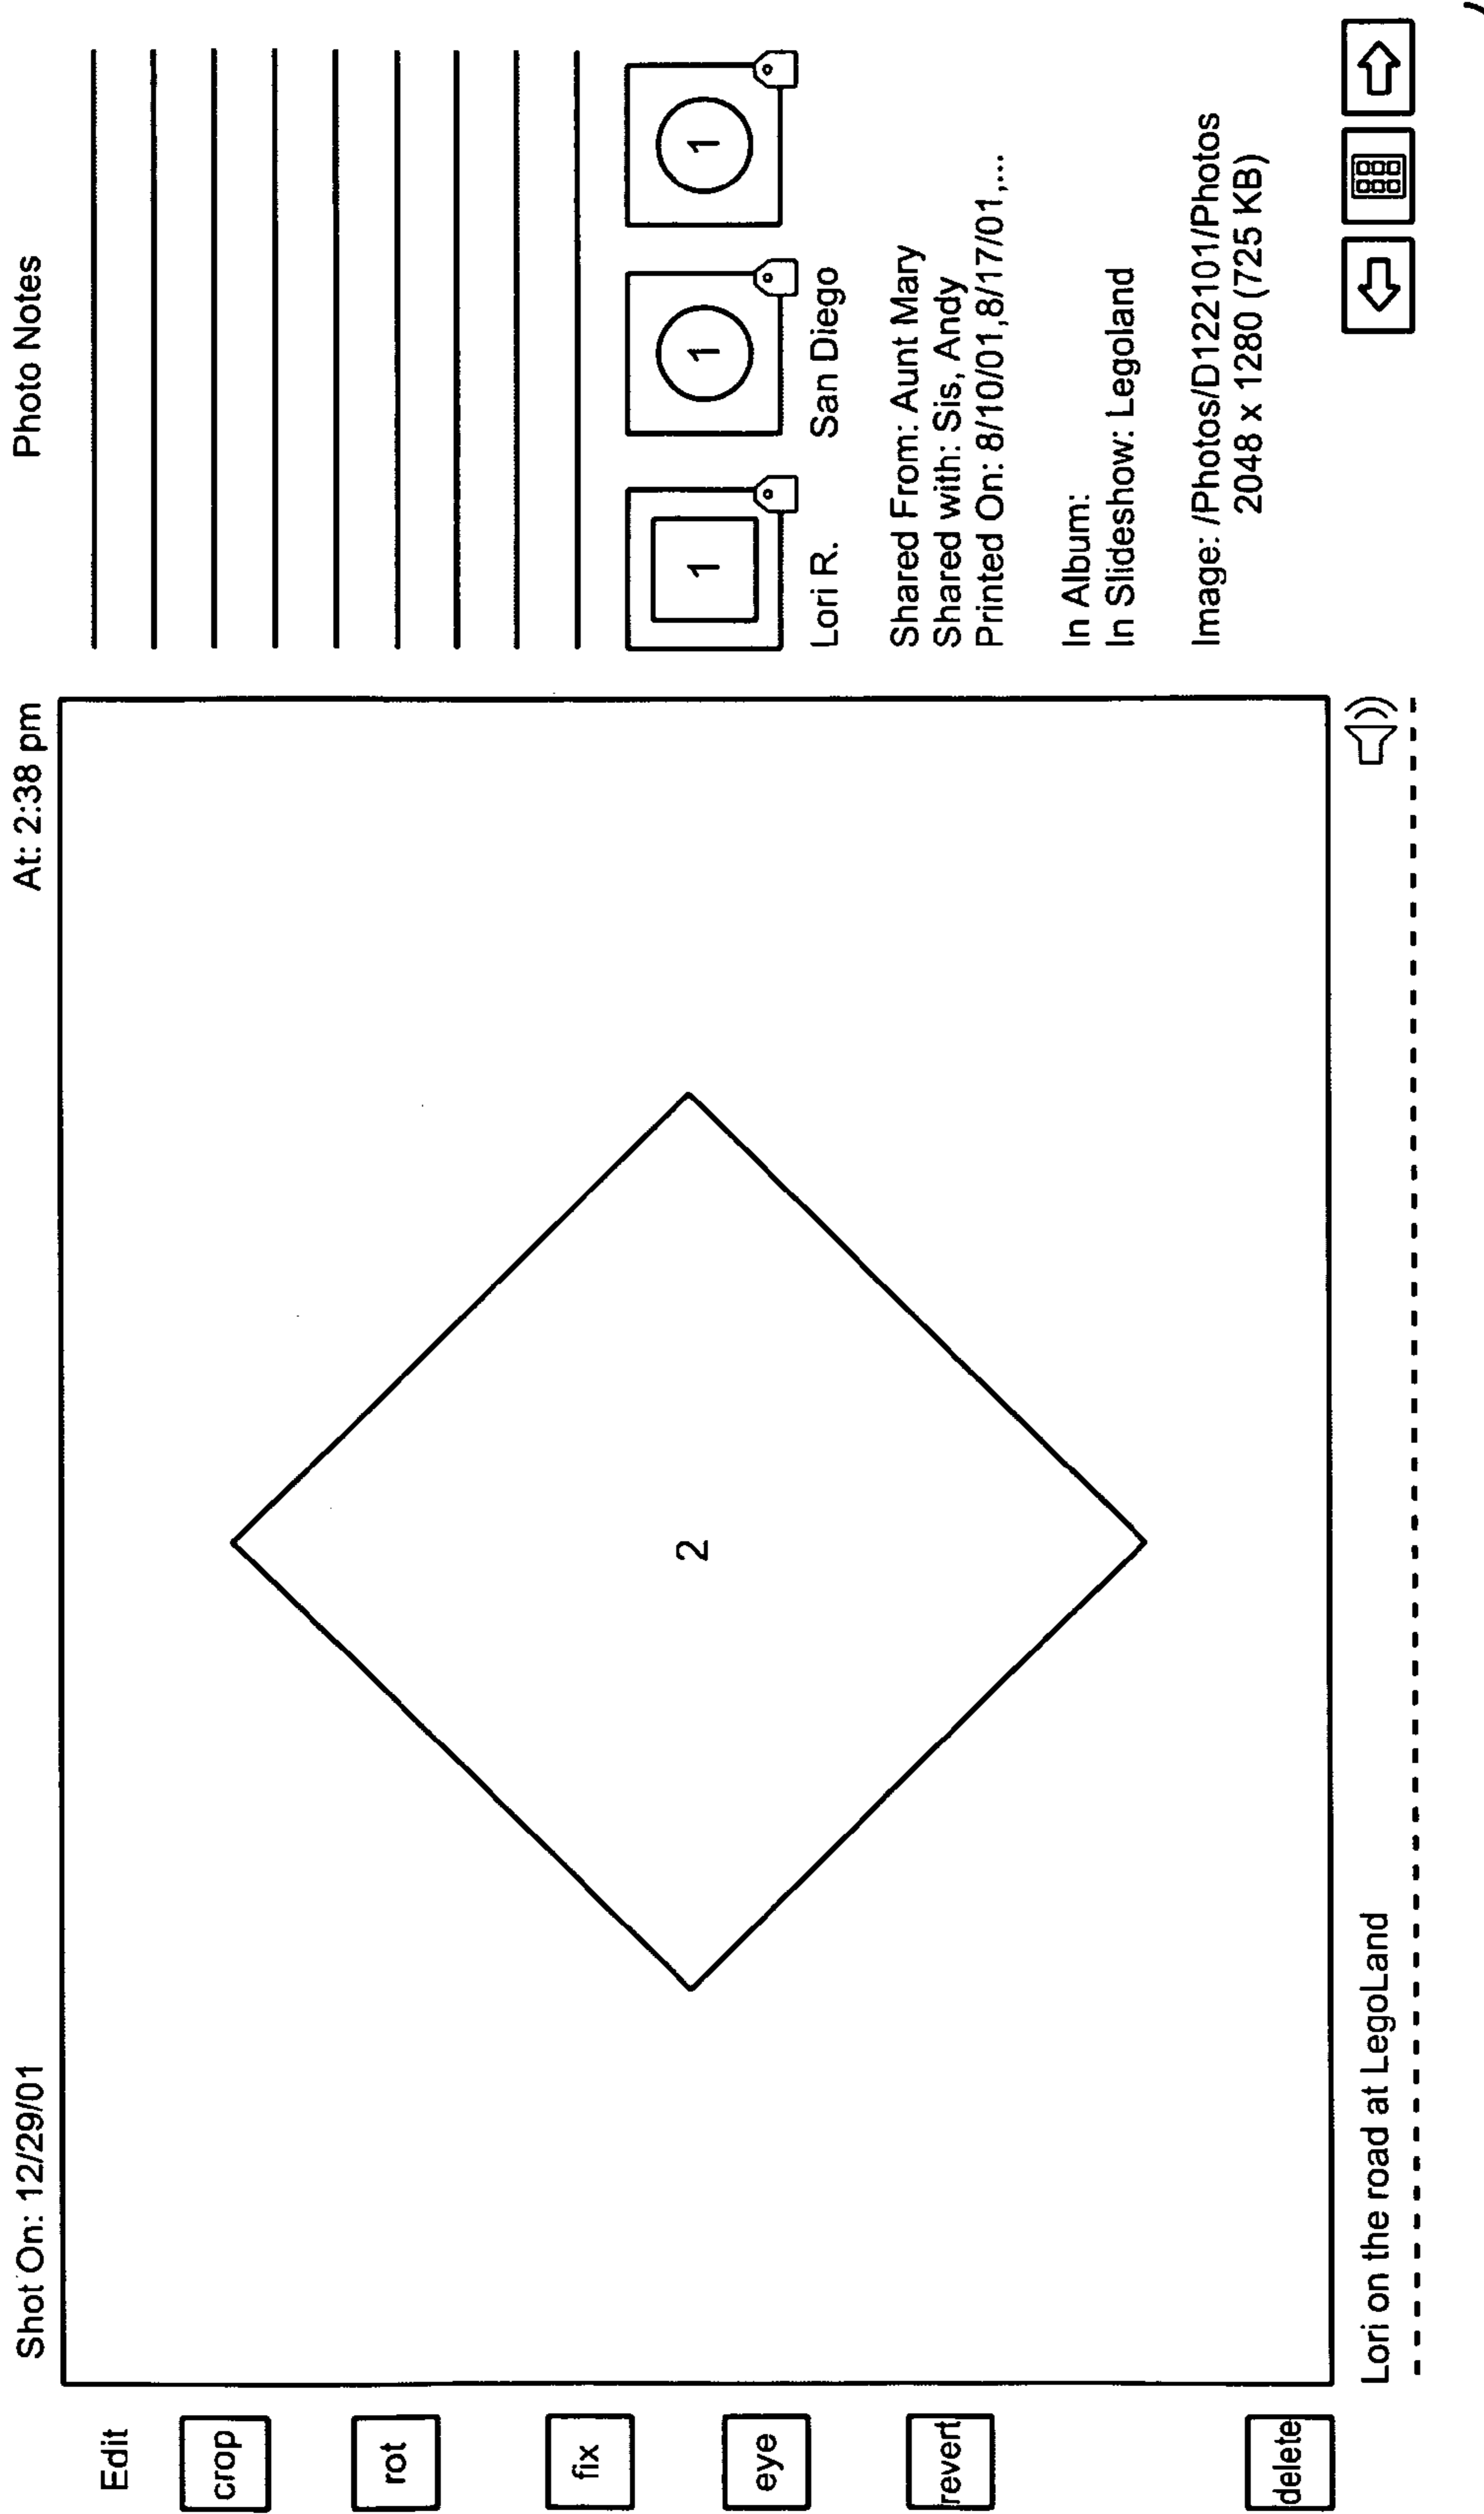 Shot On: 12/29/01
At: 2:38 pm
Photo Notes
Edit
crop
rot
fix
eye
revert
delete
2
1
1
1
Lori R.
San Diego
Shared From: Aunt Mary
Shared with: Sis, Andy
Printed On: 8/10/01,8/17/01,...
In Album:
In Slideshow: Legoland
Image: /Photos/D122101/Photos
2048 x 1280 (725 KB)
Lori on the road at LegoLand